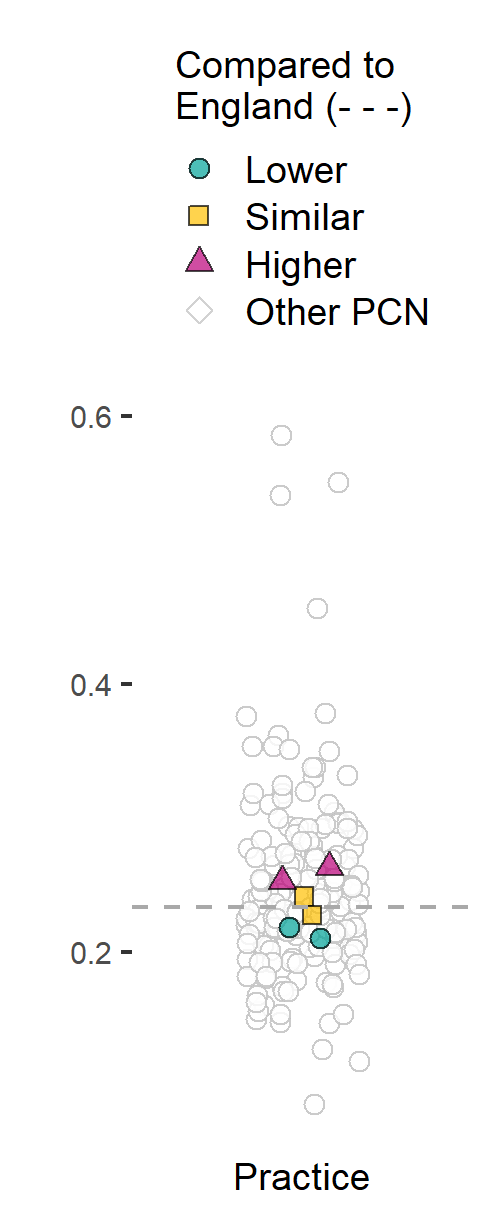 Compared to
England (- - -)
Lower
Similar
Higher
Other PCN
0.6
0.4
0.2
Practice